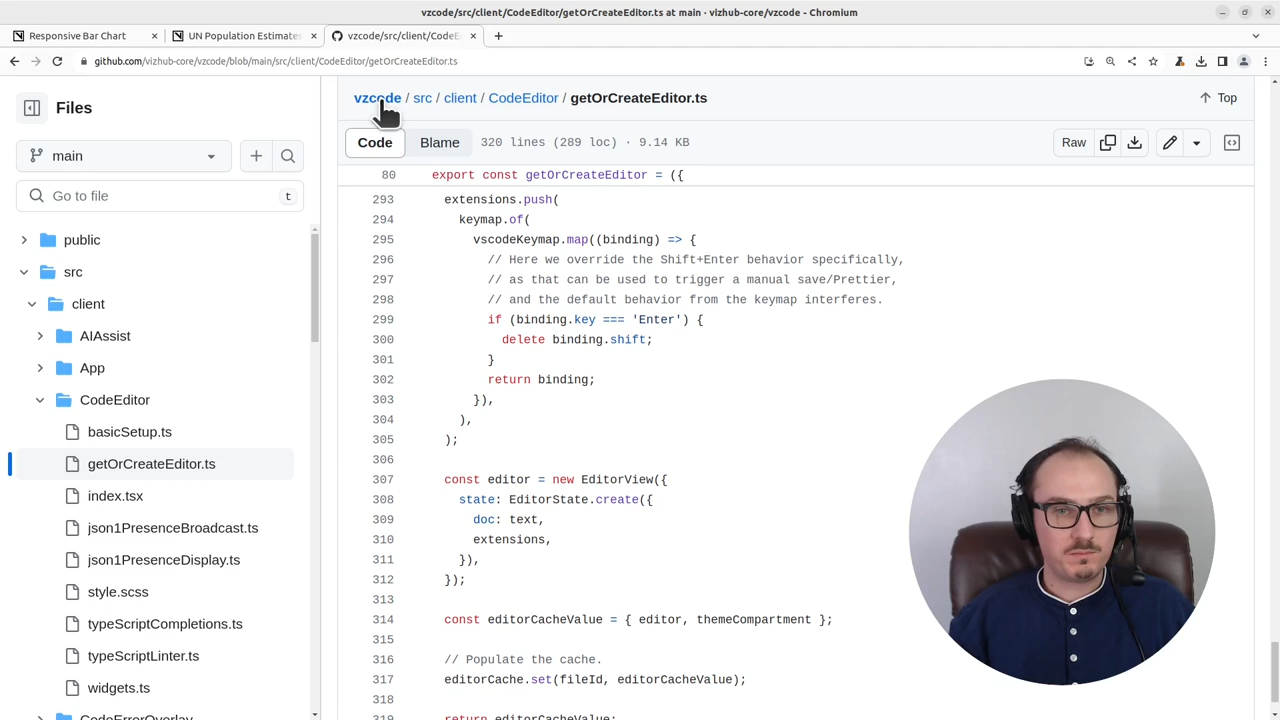 vzcode/src/client/CodeEditor/getOrCreateEditor.ts at main · vizhub-core/vzcode - Chromium
Responsive Bar Chart
UN Population Estimates
vzcode/src/client/CodeE
github.com/vizhub-core/vzcode/blob/main/src/client/CodeEditor/getOrCreateEditor.ts
Files
main
Go to file
t
public
src
client
AIAssist
App
CodeEditor
basicSetup.ts
getOrCreateEditor.ts
index.tsx
json1PresenceBroadcast.ts
json1PresenceDisplay.ts
style.scss
typeScriptCompletions.ts
typeScriptLinter.ts
widgets.ts
CodeErrorOverlay
vzcode / src / client / CodeEditor / getOrCreateEditor.ts
Top
Code Blame 320 lines (289 loc) · 9.14 KB
Raw
80 export const getOrCreateEditor = ({
293 extensions.push(
294 keymap.of(
295 vscodeKeymap.map((binding) => {
296 // Here we override the Shift+Enter behavior specifically,
297 // as that can be used to trigger a manual save/Prettier,
298 // and the default behavior from the keymap interferes.
299 if (binding.key === 'Enter') {
300 delete binding.shift;
301 }
302 return binding;
303 }),
304 ),
305 );
306
307 const editor = new EditorView({
308 state: EditorState.create({
309 doc: text,
310 extensions,
311 }),
312 });
313
314 const editorCacheValue = { editor, themeCompartment };
315
316 // Populate the cache.
317 editorCache.set(fileId, editorCacheValue);
318
319 return editorCacheValue;